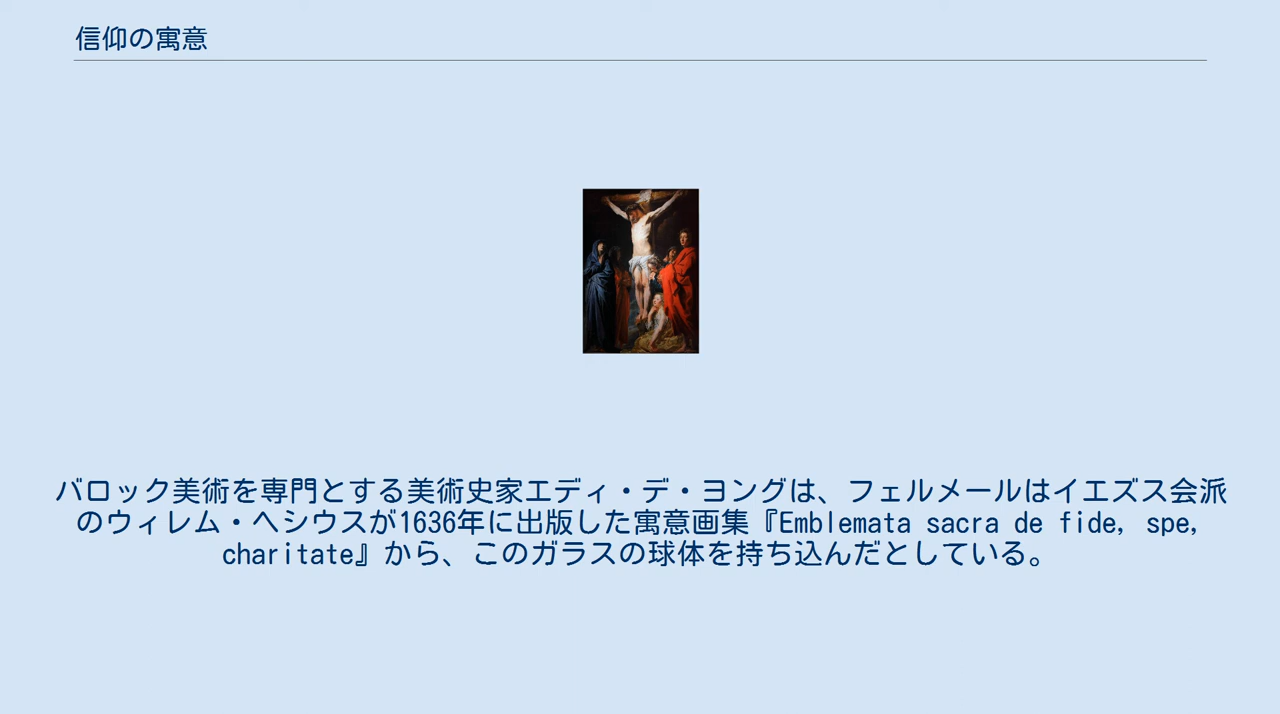 信仰の寓意
バロック美術を専門とする美術史家エディ・デ・ヨングは、フェルメールはイエズス会派
のウィレム・ヘシウスが1636年に出版した寓意画集『Emblemata sacra de fide, spe,
charitate』から、このガラスの球体を持ち込んだとしている。